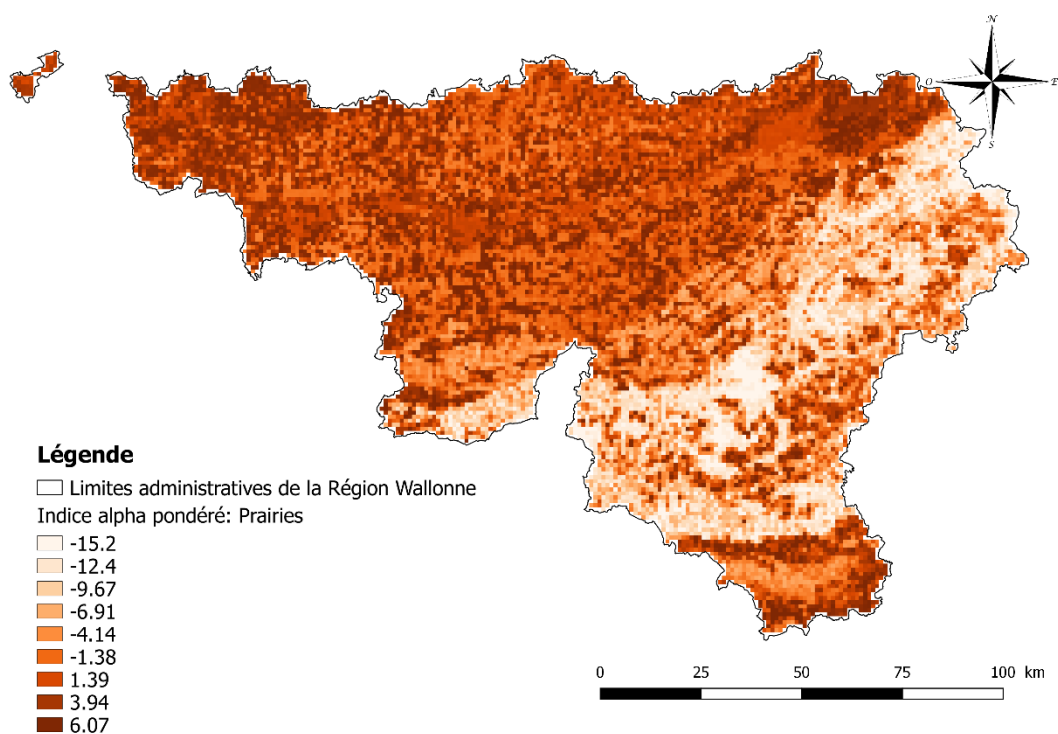 N
O
E
S
Légende
Limites administratives de la Région Wallonne
Indice alpha pondéré: Prairies
-15.2
-12.4
-9.67
-6.91
-4.14
-1.38
1.39
3.94
6.07
0 25 50 75 100 km